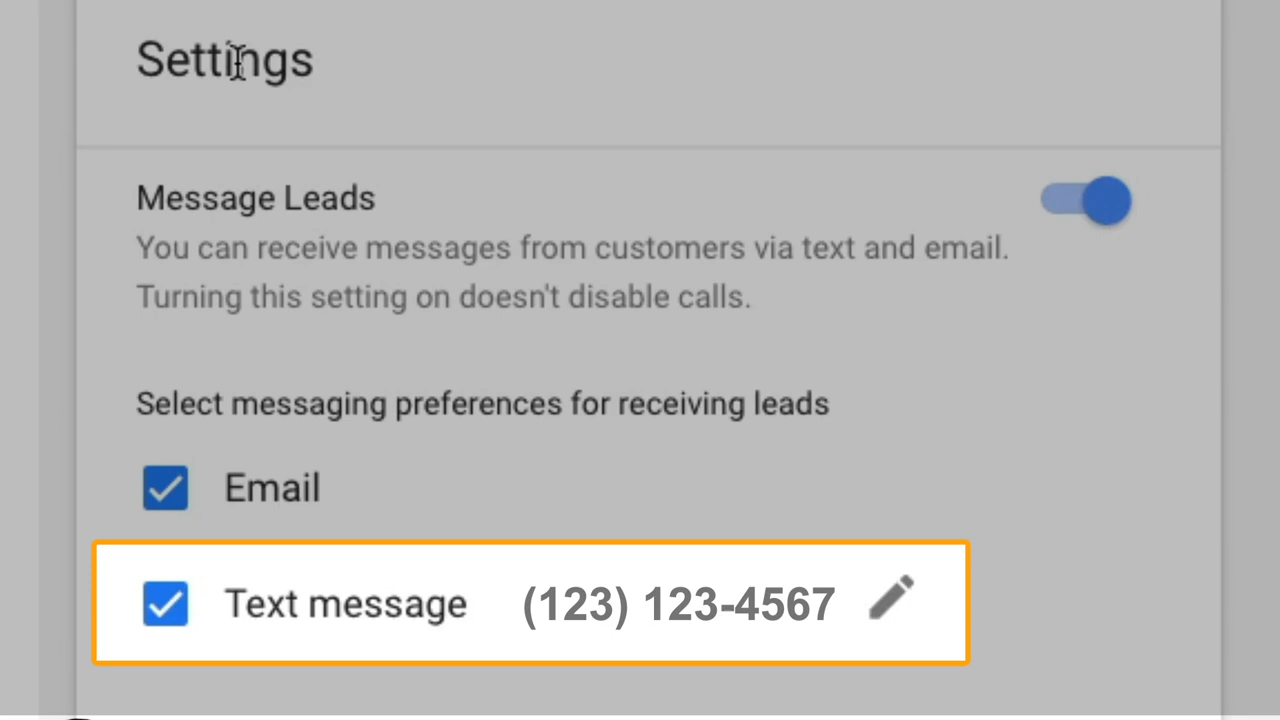 Settings
Message Leads
You can receive messages from customers via text and email.
Turning this setting on doesn't disable calls.
Select messaging preferences for receiving leads
Email
Text message (123) 123-4567